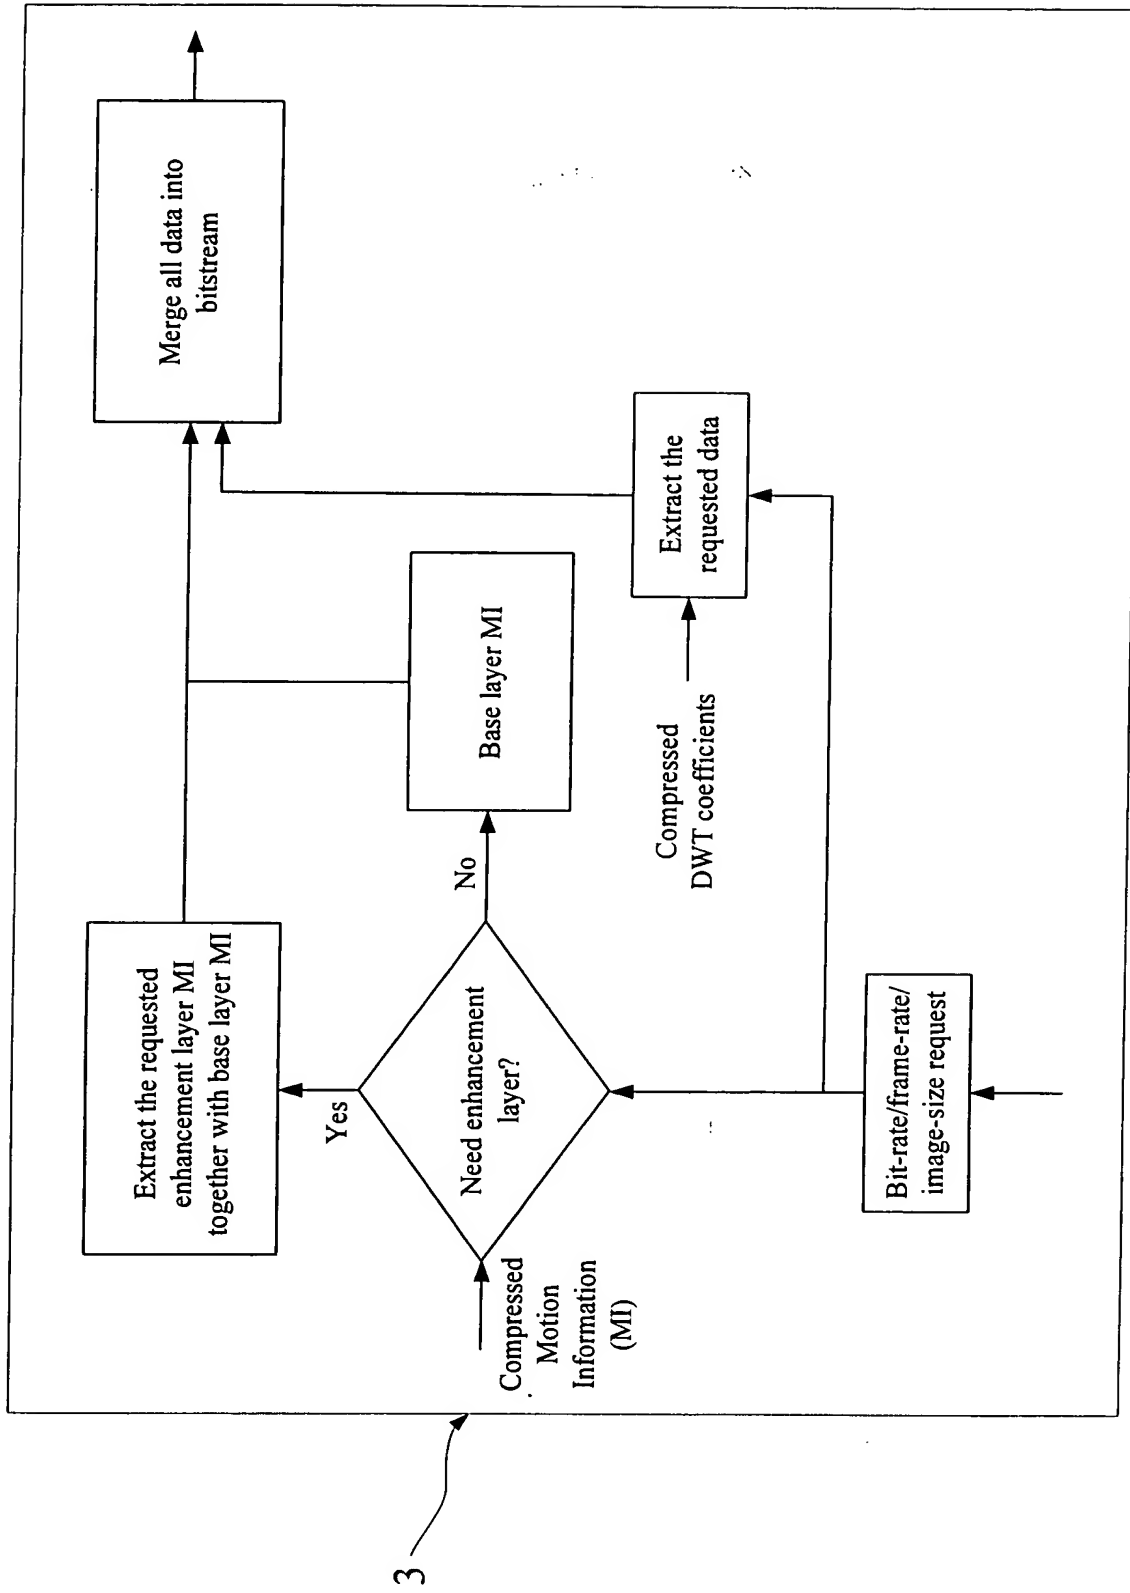 Extract the requested
enhancement layer MI
together with base layer MI
Merge all data into
bitstream
Yes
Need enhancement
layer?
No
Base layer MI
Compressed
Motion
Information
(MI)
Compressed
DWT coefficients
Extract the
requested data
Bit-rate/frame-rate/
image-size request
3